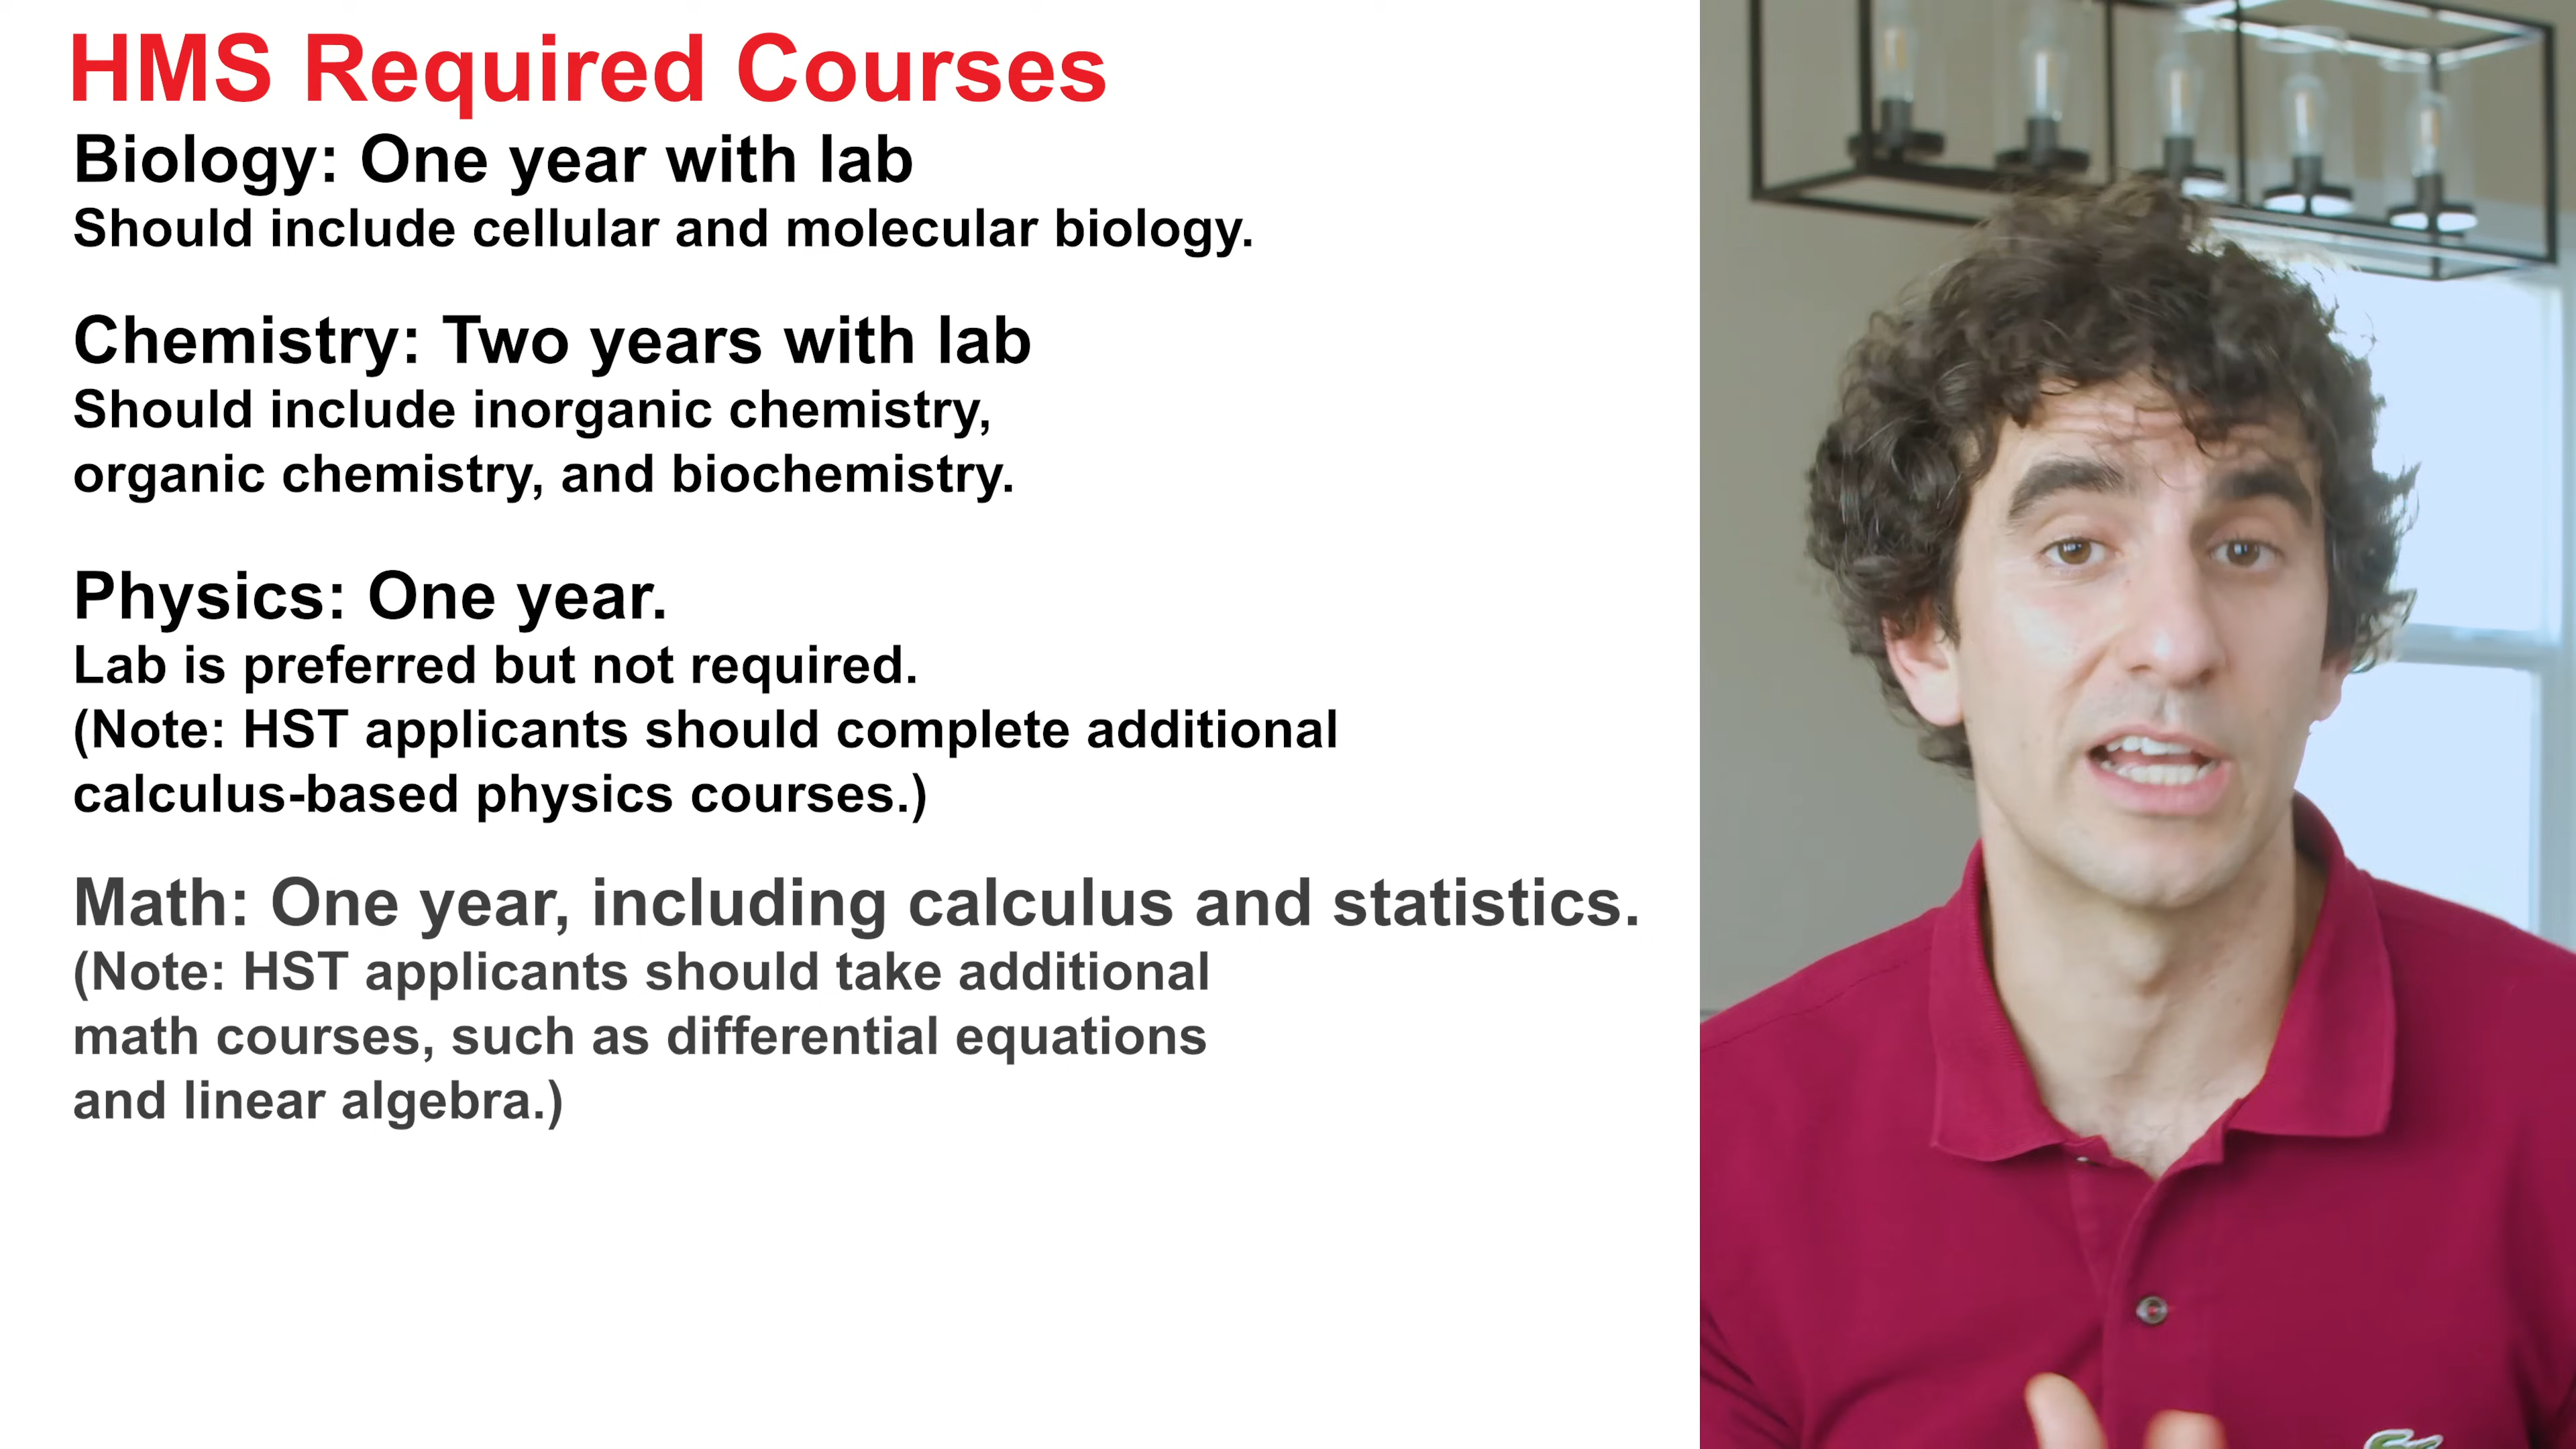 HMS Required Courses
Biology: One year with lab
Should include cellular and molecular biology.
Chemistry: Two years with lab
Should include inorganic chemistry,
organic chemistry, and biochemistry.
Physics: One year.
Lab is preferred but not required.
(Note: HST applicants should complete additional
calculus-based physics courses.)
Math: One year, including calculus and statistics.
(Note: HST applicants should take additional
math courses, such as differential equations
and linear algebra.)